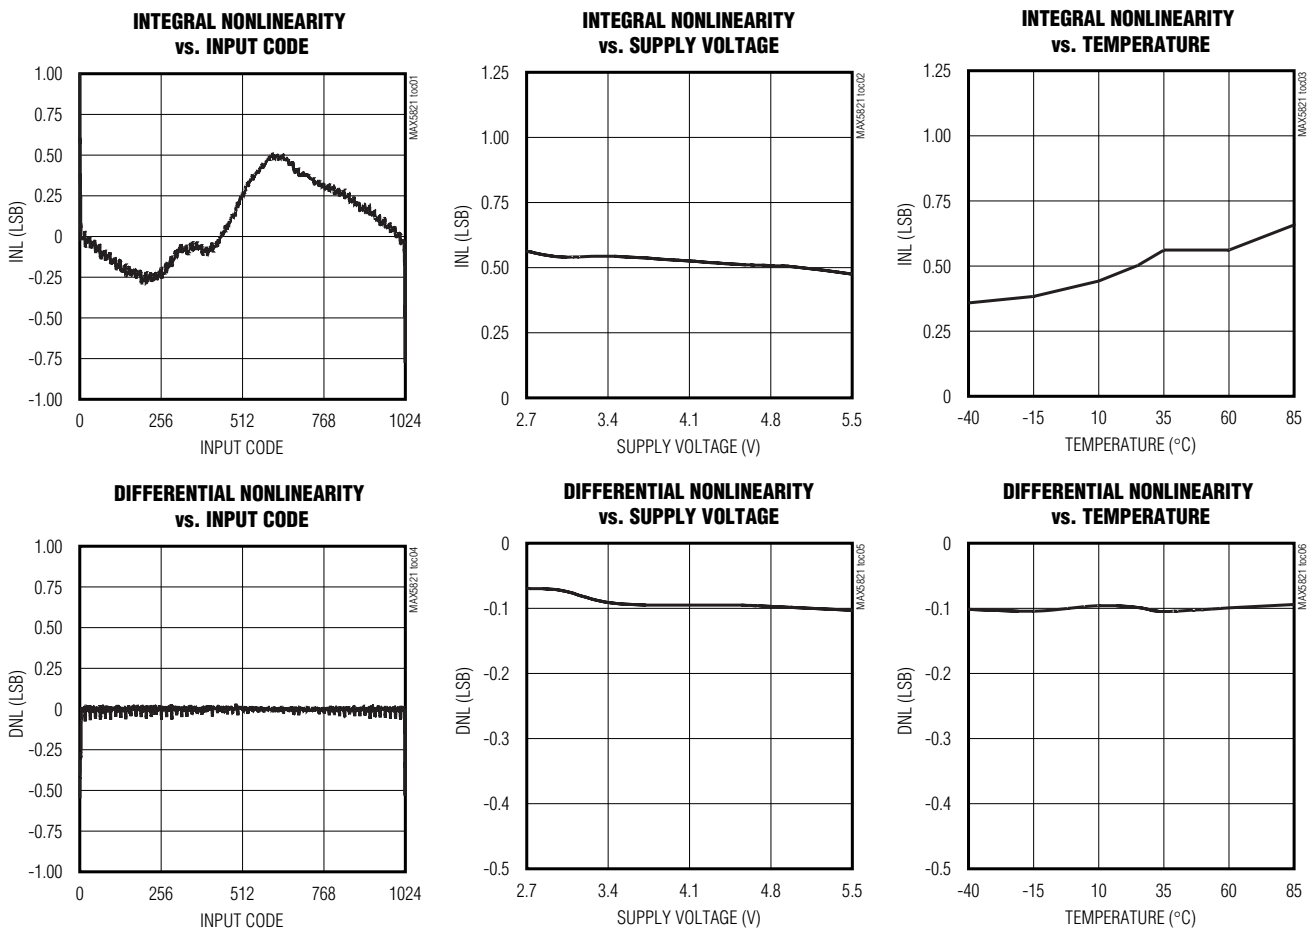 INTEGRAL NONLINEARITY
vs. INPUT CODE
1.00
0.75
0.50
0.25
0
-0.25
-0.50
-0.75
-1.00
INL (LSB)
0 256 512 768 1024
INPUT CODE
MAX5821 toc01
INTEGRAL NONLINEARITY
vs. SUPPLY VOLTAGE
1.25
1.00
0.75
0.50
0.25
0
INL (LSB)
2.7 3.4 4.1 4.8 5.5
SUPPLY VOLTAGE (V)
MAX5821 toc02
INTEGRAL NONLINEARITY
vs. TEMPERATURE
1.25
1.00
0.75
0.50
0.25
0
INL (LSB)
-40 -15 10 35 60 85
TEMPERATURE (°C)
MAX5821 toc03
DIFFERENTIAL NONLINEARITY
vs. INPUT CODE
1.00
0.75
0.50
0.25
0
-0.25
-0.50
-0.75
-1.00
DNL (LSB)
0 256 512 768 1024
INPUT CODE
MAX5821 toc04
DIFFERENTIAL NONLINEARITY
vs. SUPPLY VOLTAGE
0
-0.1
-0.2
-0.3
-0.4
-0.5
DNL (LSB)
2.7 3.4 4.1 4.8 5.5
SUPPLY VOLTAGE (V)
MAX5821 toc05
DIFFERENTIAL NONLINEARITY
vs. TEMPERATURE
0
-0.1
-0.2
-0.3
-0.4
-0.5
DNL (LSB)
-40 -15 10 35 60 85
TEMPERATURE (°C)
MAX5821 toc06